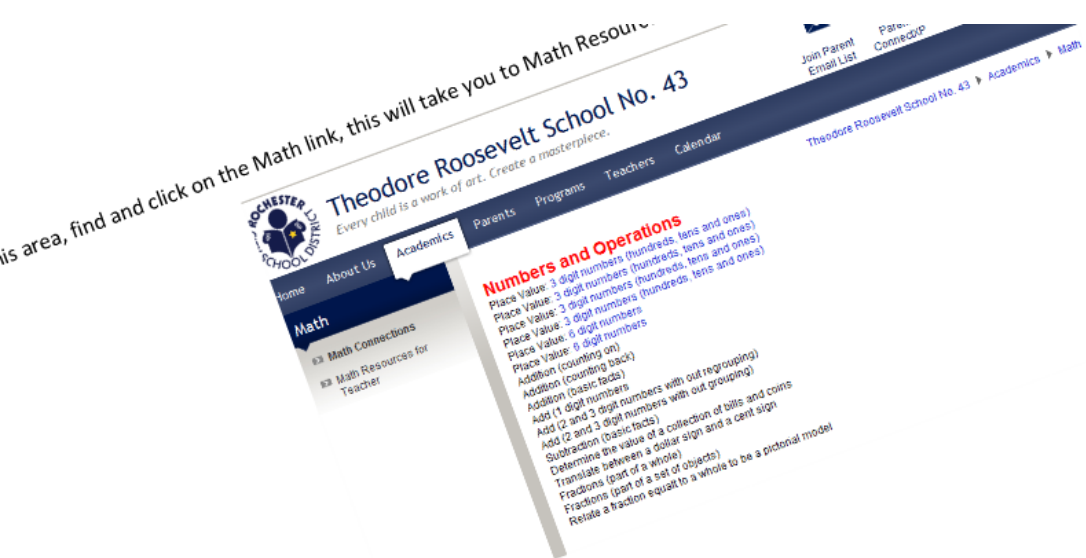 his area, find and click on the Math link, this will take you to Math
Join Parent
Email List
ConnectXP
Theodore Roosevelt School No. 43
Every child is a work of art. Create a masterpiece.
ROCHESTER
SCHOOL DISTRICT
Home About Us Academics Parents Programs Teachers Calendar
Theodore Roosevelt School No. 43 Academics Math
Math
Math Connections
Math Resources for
Teacher
Numbers and Operations
Place Value: 3 digit numbers (hundreds, tens and ones)
Place Value: 3 digit numbers (hundreds, tens and ones)
Place Value: 3 digit numbers (hundreds, tens and ones)
Place Value: 3 digit numbers (hundreds, tens and ones)
Place Value: 6 digit numbers
Place Value: 6 digit numbers
Addition (counting on)
Addition (counting back)
Addition (basic facts)
Add (1 digit numbers
Add (2 and 3 digit numbers with out regrouping)
Add (2 and 3 digit numbers with out grouping)
Subtraction (basic facts)
Determine the value of a collection of bills and coins
Translate between a dollar sign and a cent sign
Fractions (part of a whole)
Fractions (part of a set of objects)
Relate a fraction equalt to a whole to be a pictorial model